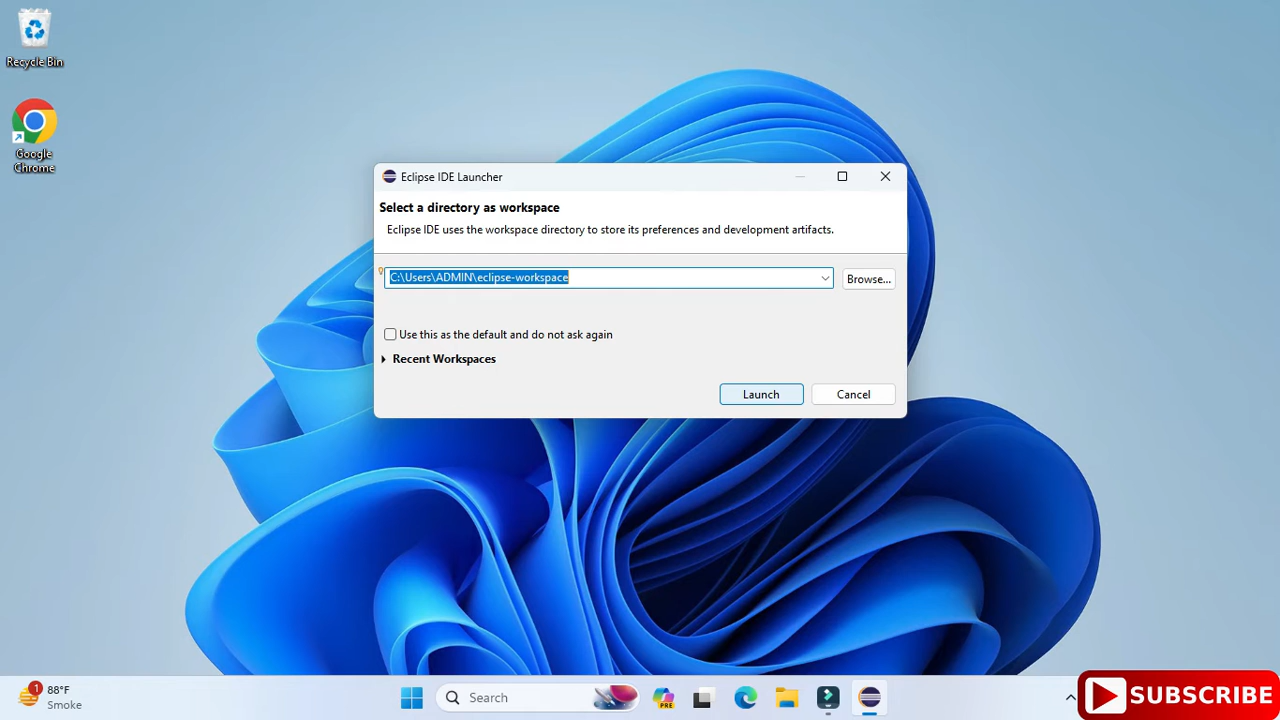 Recycle Bin
Google
Chrome
Eclipse IDE Launcher
Select a directory as workspace
Eclipse IDE uses the workspace directory to store its preferences and development artifacts.
C:\Users\ADMIN\eclipse-workspace
Browse...
Use this as the default and do not ask again
Recent Workspaces
Launch
Cancel
1
88°F
Smoke
Search
PRE
SUBSCRIBE